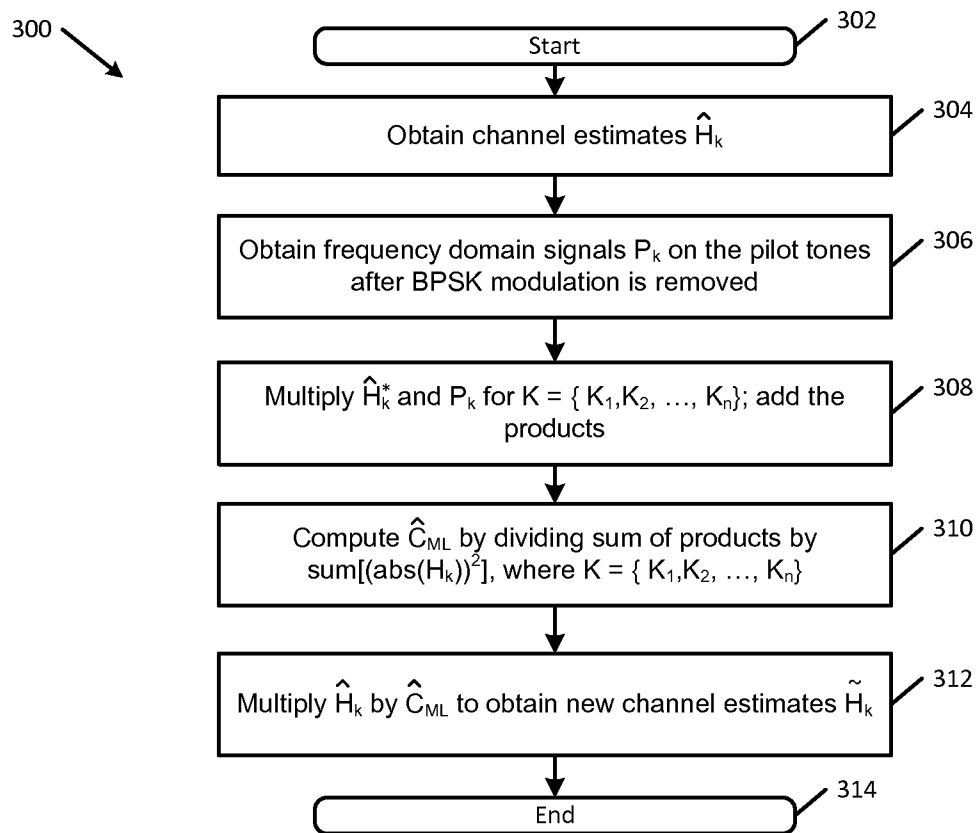 300
302
Start
304
Obtain channel estimates Ĥₖ
306
Obtain frequency domain signals Pₖ on the pilot tones
after BPSK modulation is removed
308
Multiply Ĥₖ* and Pₖ for K = { K₁,K₂, …, Kₙ}; add the
products
310
Compute Ĉ_ML by dividing sum of products by
sum[(abs(Hₖ))²], where K = { K₁,K₂, …, Kₙ}
312
Multiply Ĥₖ by Ĉ_ML to obtain new channel estimates H̃ₖ
314
End